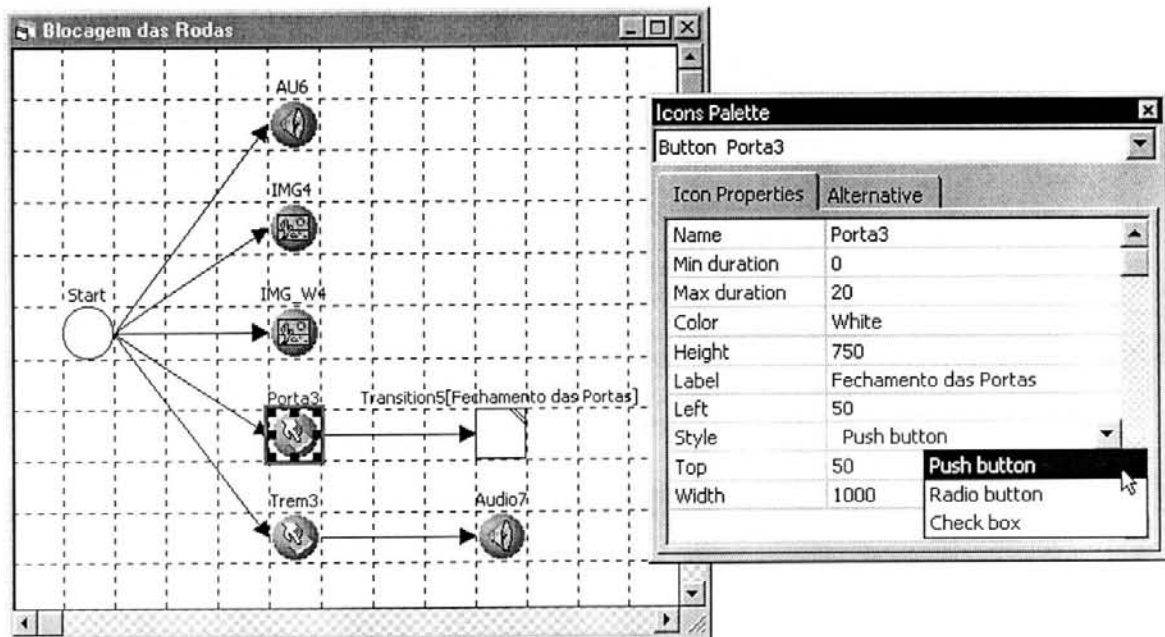 Blocagem das Rodas
AU6
IMG4
Start
IMG_W4
Porta3
Transition5[Fechamento das Portas]
Trem3
Audio7
Icons Palette
Button Porta3
Icon Properties
Alternative
Name Porta3
Min duration 0
Max duration 20
Color White
Height 750
Label Fechamento das Portas
Left 50
Style Push button
Top 50
Width 1000
Push button
Radio button
Check box